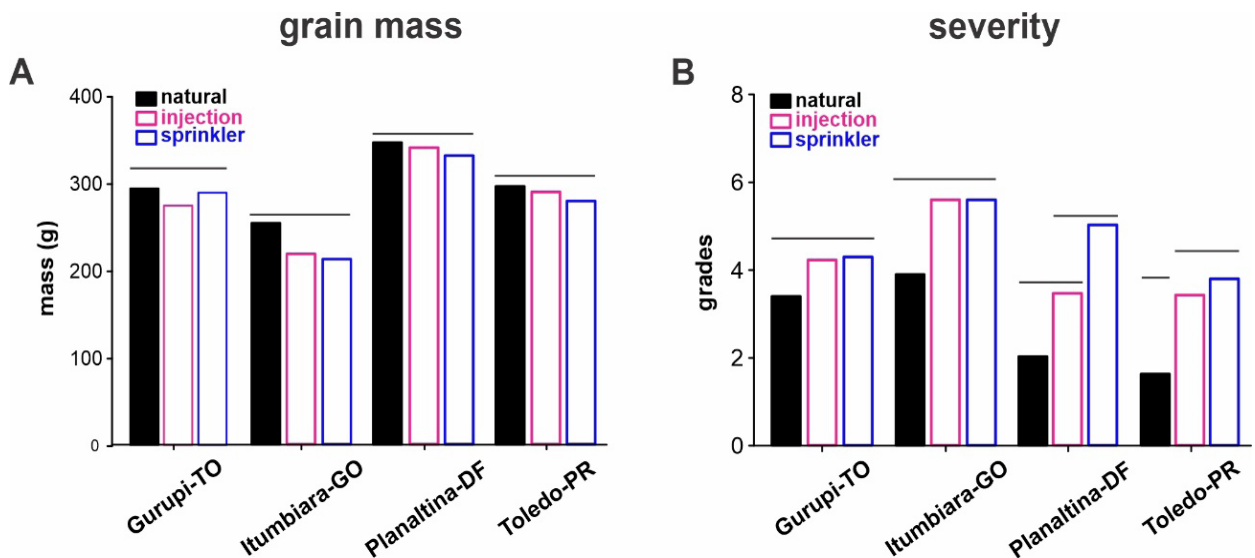 grain mass
A
400
300
200
100
0
mass (g)
natural
injection
sprinkler
Gurupi-TO
Itumbiara-GO
Planaltina-DF
Toledo-PR
severity
B
8
6
4
2
0
grades
natural
injection
sprinkler
Gurupi-TO
Itumbiara-GO
Planaltina-DF
Toledo-PR